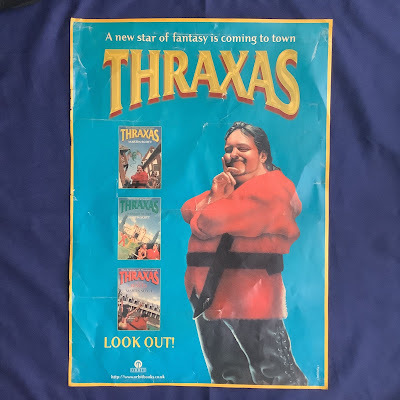 A new star of fantasy is coming to town
THRAXAS
THRAXAS
THRAXAS
THRAXAS
LOOK OUT!
ORBIT
http://www.orbitbooks.co.uk